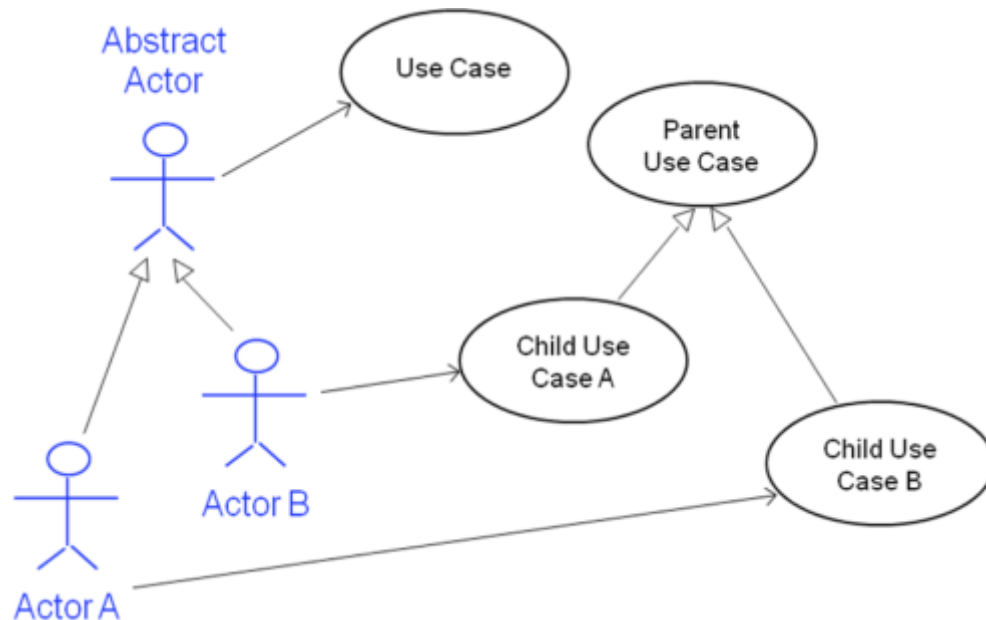 Abstract
Actor
Use Case
Parent
Use Case
Child Use
Case A
Child Use
Case B
Actor B
Actor A